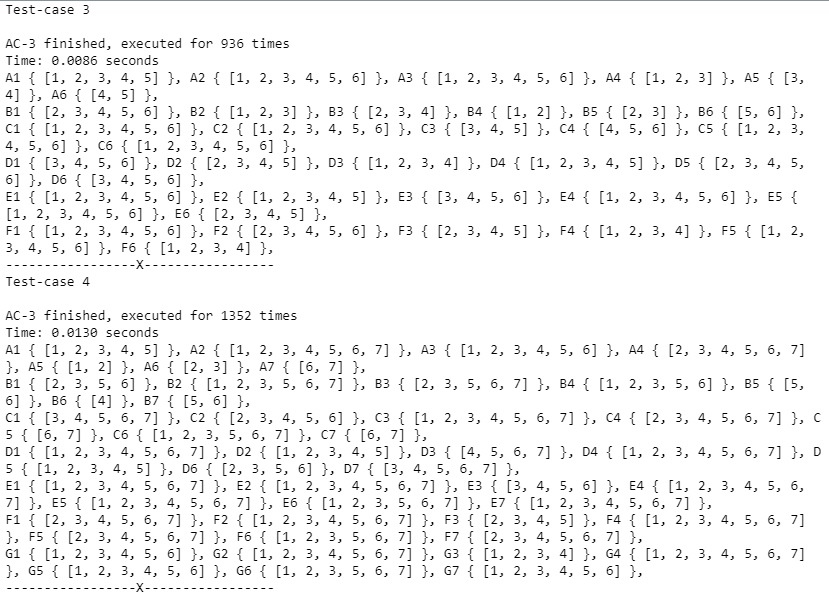 Test-case 3
AC-3 finished, executed for 936 times
Time: 0.0086 seconds
A1 { [1, 2, 3, 4, 5] }, A2 { [1, 2, 3, 4, 5, 6] }, A3 { [1, 2, 3, 4, 5, 6] }, A4 { [1, 2, 3] }, A5 { [3,
4] }, A6 { [4, 5] },
B1 { [2, 3, 4, 5, 6] }, B2 { [1, 2, 3] }, B3 { [2, 3, 4] }, B4 { [1, 2] }, B5 { [2, 3] }, B6 { [5, 6] },
C1 { [1, 2, 3, 4, 5, 6] }, C2 { [1, 2, 3, 4, 5, 6] }, C3 { [3, 4, 5] }, C4 { [4, 5, 6] }, C5 { [1, 2, 3,
4, 5, 6] }, C6 { [1, 2, 3, 4, 5, 6] },
D1 { [3, 4, 5, 6] }, D2 { [2, 3, 4, 5] }, D3 { [1, 2, 3, 4] }, D4 { [1, 2, 3, 4, 5] }, D5 { [2, 3, 4, 5,
6] }, D6 { [3, 4, 5, 6] },
E1 { [1, 2, 3, 4, 5, 6] }, E2 { [1, 2, 3, 4, 5] }, E3 { [3, 4, 5, 6] }, E4 { [1, 2, 3, 4, 5, 6] }, E5 {
[1, 2, 3, 4, 5, 6] }, E6 { [2, 3, 4, 5] },
F1 { [1, 2, 3, 4, 5, 6] }, F2 { [2, 3, 4, 5, 6] }, F3 { [2, 3, 4, 5] }, F4 { [1, 2, 3, 4] }, F5 { [1, 2,
3, 4, 5, 6] }, F6 { [1, 2, 3, 4] },
-----------------X-----------------
Test-case 4
AC-3 finished, executed for 1352 times
Time: 0.0130 seconds
A1 { [1, 2, 3, 4, 5] }, A2 { [1, 2, 3, 4, 5, 6, 7] }, A3 { [1, 2, 3, 4, 5, 6] }, A4 { [2, 3, 4, 5, 6, 7]
}, A5 { [1, 2] }, A6 { [2, 3] }, A7 { [6, 7] },
B1 { [2, 3, 5, 6] }, B2 { [1, 2, 3, 5, 6, 7] }, B3 { [2, 3, 5, 6, 7] }, B4 { [1, 2, 3, 5, 6] }, B5 { [5,
6] }, B6 { [4] }, B7 { [5, 6] },
C1 { [3, 4, 5, 6, 7] }, C2 { [2, 3, 4, 5, 6] }, C3 { [1, 2, 3, 4, 5, 6, 7] }, C4 { [2, 3, 4, 5, 6, 7] }, C
5 { [6, 7] }, C6 { [1, 2, 3, 5, 6, 7] }, C7 { [6, 7] },
D1 { [1, 2, 3, 4, 5, 6, 7] }, D2 { [1, 2, 3, 4, 5] }, D3 { [4, 5, 6, 7] }, D4 { [1, 2, 3, 4, 5, 6, 7] }, D
5 { [1, 2, 3, 4, 5] }, D6 { [2, 3, 5, 6] }, D7 { [3, 4, 5, 6, 7] },
E1 { [1, 2, 3, 4, 5, 6, 7] }, E2 { [1, 2, 3, 4, 5, 6, 7] }, E3 { [3, 4, 5, 6] }, E4 { [1, 2, 3, 4, 5, 6,
7] }, E5 { [1, 2, 3, 4, 5, 6, 7] }, E6 { [1, 2, 3, 5, 6, 7] }, E7 { [1, 2, 3, 4, 5, 6, 7] },
F1 { [2, 3, 4, 5, 6, 7] }, F2 { [1, 2, 3, 4, 5, 6, 7] }, F3 { [2, 3, 4, 5] }, F4 { [1, 2, 3, 4, 5, 6, 7]
}, F5 { [2, 3, 4, 5, 6, 7] }, F6 { [1, 2, 3, 5, 6, 7] }, F7 { [2, 3, 4, 5, 6, 7] },
G1 { [1, 2, 3, 4, 5, 6] }, G2 { [1, 2, 3, 4, 5, 6, 7] }, G3 { [1, 2, 3, 4] }, G4 { [1, 2, 3, 4, 5, 6, 7]
}, G5 { [1, 2, 3, 4, 5, 6] }, G6 { [1, 2, 3, 5, 6, 7] }, G7 { [1, 2, 3, 4, 5, 6] },
-----------------X-----------------